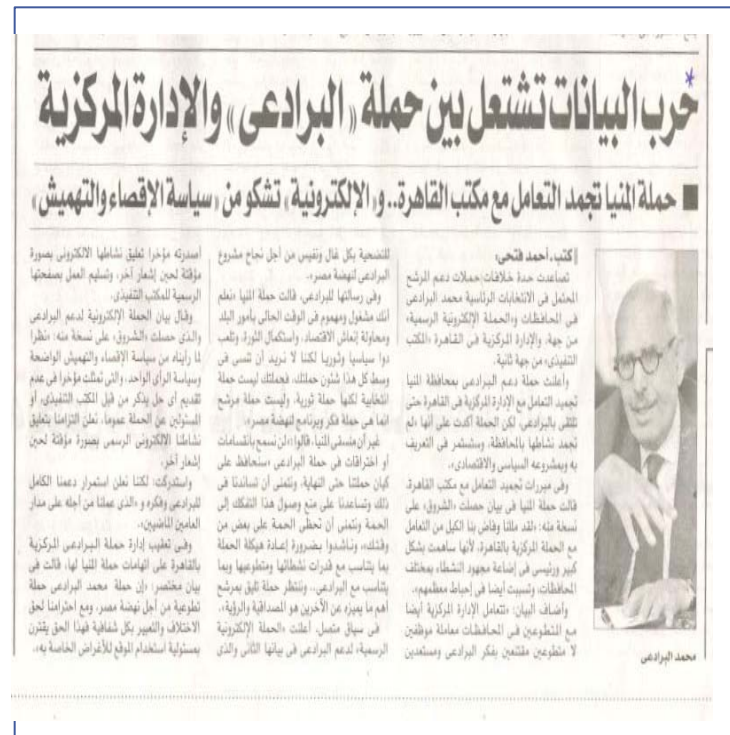 حرب البيانات تشتعل بين حملة «البرادعى» والإدارة المركزية
■ حملة المنيا تجمد التعامل مع مكتب القاهرة.. و«الإلكترونية» تشكو من «سياسة الإقصاء والتهميش»
كتب، أحمد فتحى:
تصاعدت حدة خلافات حملات دعم المرشح
المحتمل فى الانتخابات الرئاسية محمد البرادعى
فى المحافظات و«الحملة الإلكترونية الرسمية»
من جهة، والإدارة المركزية فى القاهرة «المكتب
التنفيذى» من جهة ثانية.
وأعلنت حملة دعم البرادعى بمحافظة المنيا
تجميد التعامل مع الإدارة المركزية فى القاهرة حتى
تلتقى بالبرادعى، لكن الحملة أكدت على أنها «لم
تجمد نشاطها بالمحافظة، وستستمر فى التعريف
به وبمشروعه السياسى والاقتصادى».
وفى مبررات تجميد التعامل مع مكتب القاهرة،
قالت حملة المنيا فى بيان حصلت «الشروق» على
نسخة منه: «لقد مللنا وفاض بنا الكيل من التعامل
مع الحملة المركزية بالقاهرة، لأنها ساهمت بشكل
كبير ورئيسى فى إضاعة مجهود النشطاء بمختلف
المحافظات، وتسببت أيضا فى إحباط معظمهم».
وأضاف البيان: «تتعامل الإدارة المركزية أيضا
مع المتطوعين فى المحافظات معاملة موظفين
لا متطوعين مقتنعين بفكر البرادعى ومستعدين
للتضحية بكل غال ونفيس من أجل نجاح مشروع
البرادعى لنهضة مصر».
وفى رسالتها للبرادعى، قالت حملة المنيا «نعلم
أنك مشغول ومهموم فى الوقت الحالى بأمور البلد
ومحاولة إنعاش الاقتصاد، واستكمال الثورة، وتلعب
دورا سياسيا وثوريا لكننا لا نريد أن تنسى فى
وسط كل هذا شئون حملتك، فحملتك ليست حملة
انتخابية لكنها حملة ثورية، وليست حملة مرشح
انما هى حملة فكر وبرنامج لنهضة مصر».
غير أن منسقى المنيا، قالوا: «لن نسمح بانقسامات
أو اختراقات فى حملة البرادعى «سنحافظ على
كيان حملتنا حتى النهاية، ونتمنى أن تساندنا فى
ذلك وتساعدنا على منع وصول هذا التفكك إلى
الحملة ونتمنى أن تحظى الحملة على بعض من
وقتك»، وناشدوا بضرورة إعادة هيكلة الحملة
بما يتناسب مع قدرات نشطائها ومتطوعيها وبما
يتناسب مع البرادعى.. وننتظر حملة تليق بمرشح
أهم ما يميزه عن الآخرين هو المصداقية والرؤية».
فى سياق متصل، أعلنت «الحملة الإلكترونية
الرسمية» لدعم البرادعى فى بيانها الثانى والذى
أصدرته مؤخرا تعليق نشاطها الالكترونى بصورة
مؤقتة لحين إشعار آخر، وتسليم العمل بصفحتها
الرسمية للمكتب التنفيذى.
وقال بيان الحملة الإلكترونية لدعم البرادعى
والذى حصلت «الشروق» على نسخة منه: «نظرا
لما رأيناه من سياسة الإقصاء والتهميش الواضحة
وسياسة الرأى الواحد، والتى تمثلت مؤخرا فى عدم
تقديم أى حل يذكر من قبل المكتب التنفيذى، أو
المسئولين عن الحملة عموما، نعلن التزامنا بتعليق
نشاطنا الالكترونى الرسمى بصورة مؤقتة لحين
إشعار آخر».
واستدركت: لكننا نعلن استمرار دعمنا الكامل
للبرادعى وفكره و «الذى عملنا من أجله على مدار
العامين الماضيين».
وفى تعقيب إدارة حملة البرادعى المركزية
بالقاهرة على اتهامات حملة المنيا لها، قالت فى
بيان مختصر: «إن حملة محمد البرادعى حملة
تطوعية من أجل نهضة مصر، ومع احترامنا لحق
الاختلاف والتعبير بكل شفافية فهذا الحق يقترن
بمسئولية استخدام الموقع للأغراض الخاصة به».
محمد البرادعى